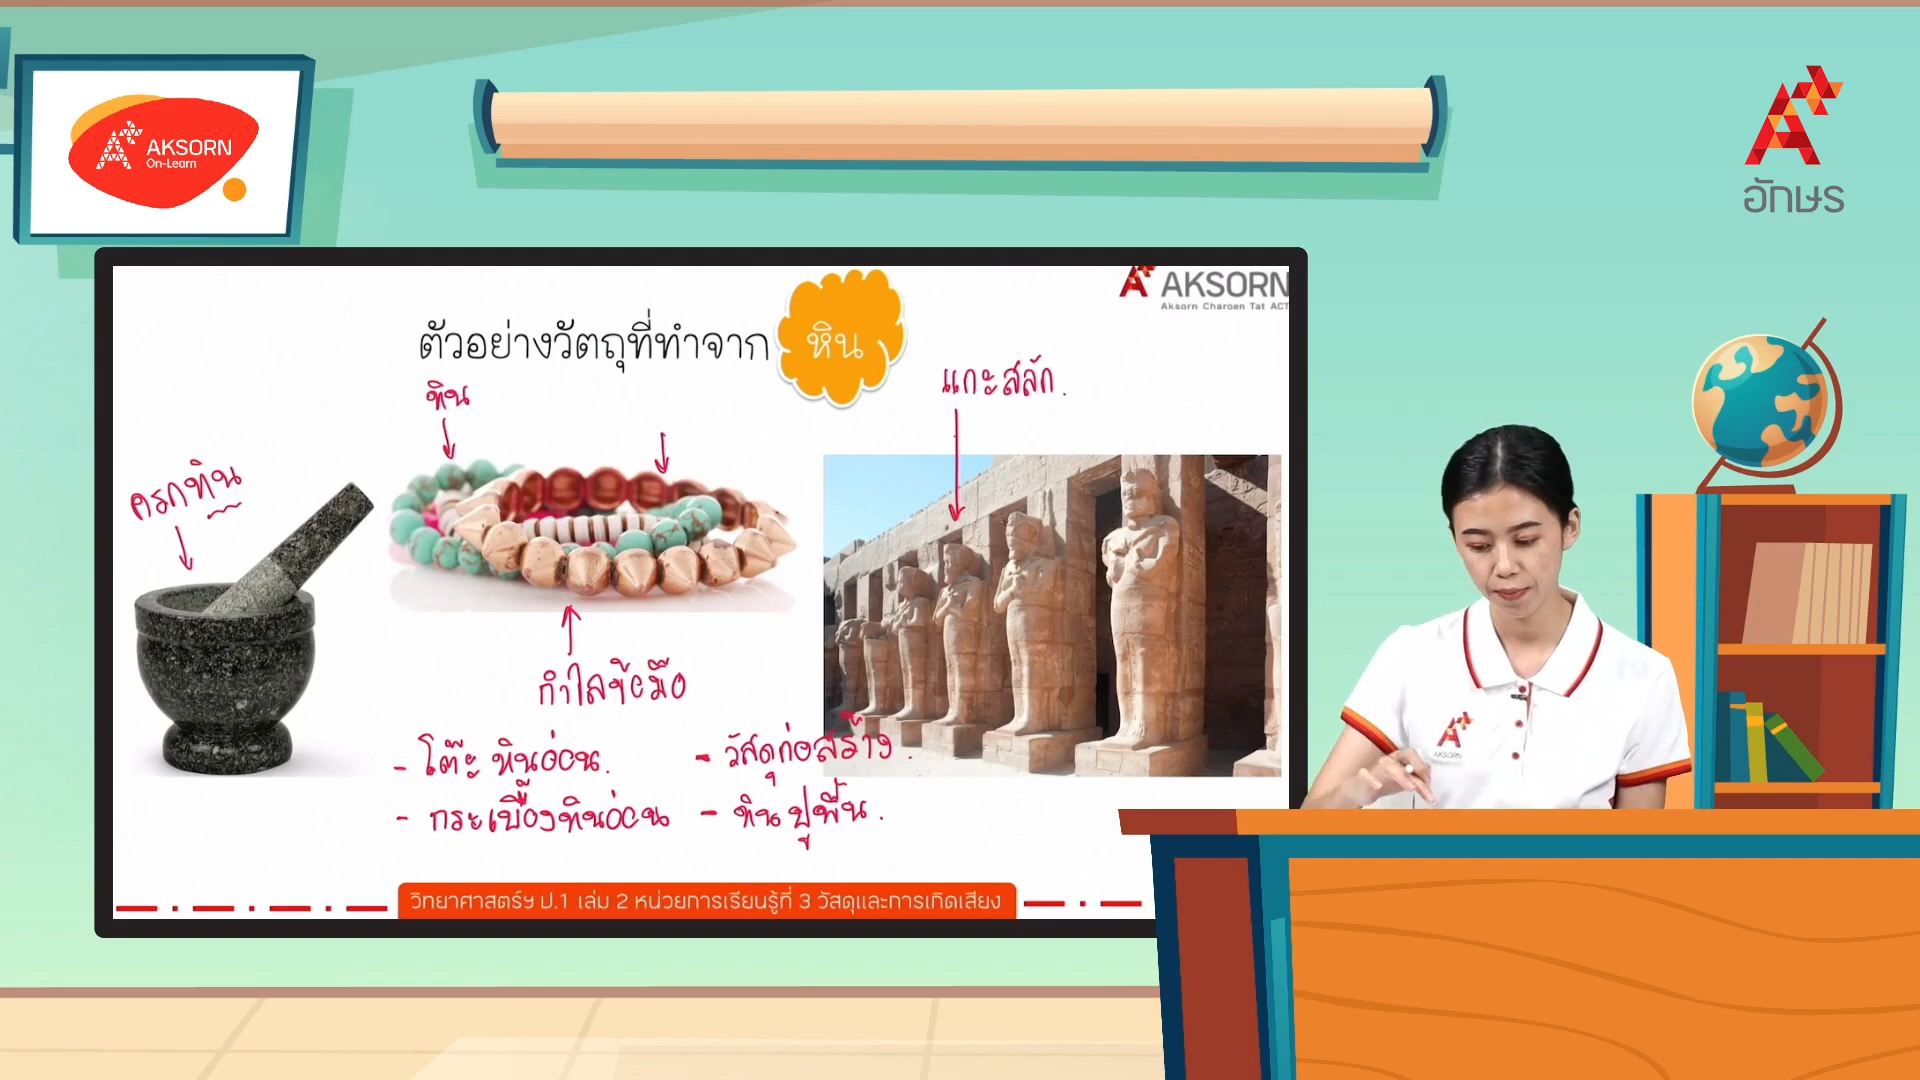 AKSORN
On-Learn
อักษร
AKSORN
Aksorn Charoen Tat ACT
ตัวอย่างวัตถุที่ทำจาก หิน
หิน
แกะสลัก.
ครกหิน
กำไลข้อมือ
- โต๊ะหินอ่อน.
- วัสดุก่อสร้าง.
- กระเบื้องหินอ่อน
- หินปูพื้น.
วิทยาศาสตร์ฯ ป.1 เล่ม 2 หน่วยการเรียนรู้ที่ 3 วัสดุและการเกิดเสียง
AKSORN